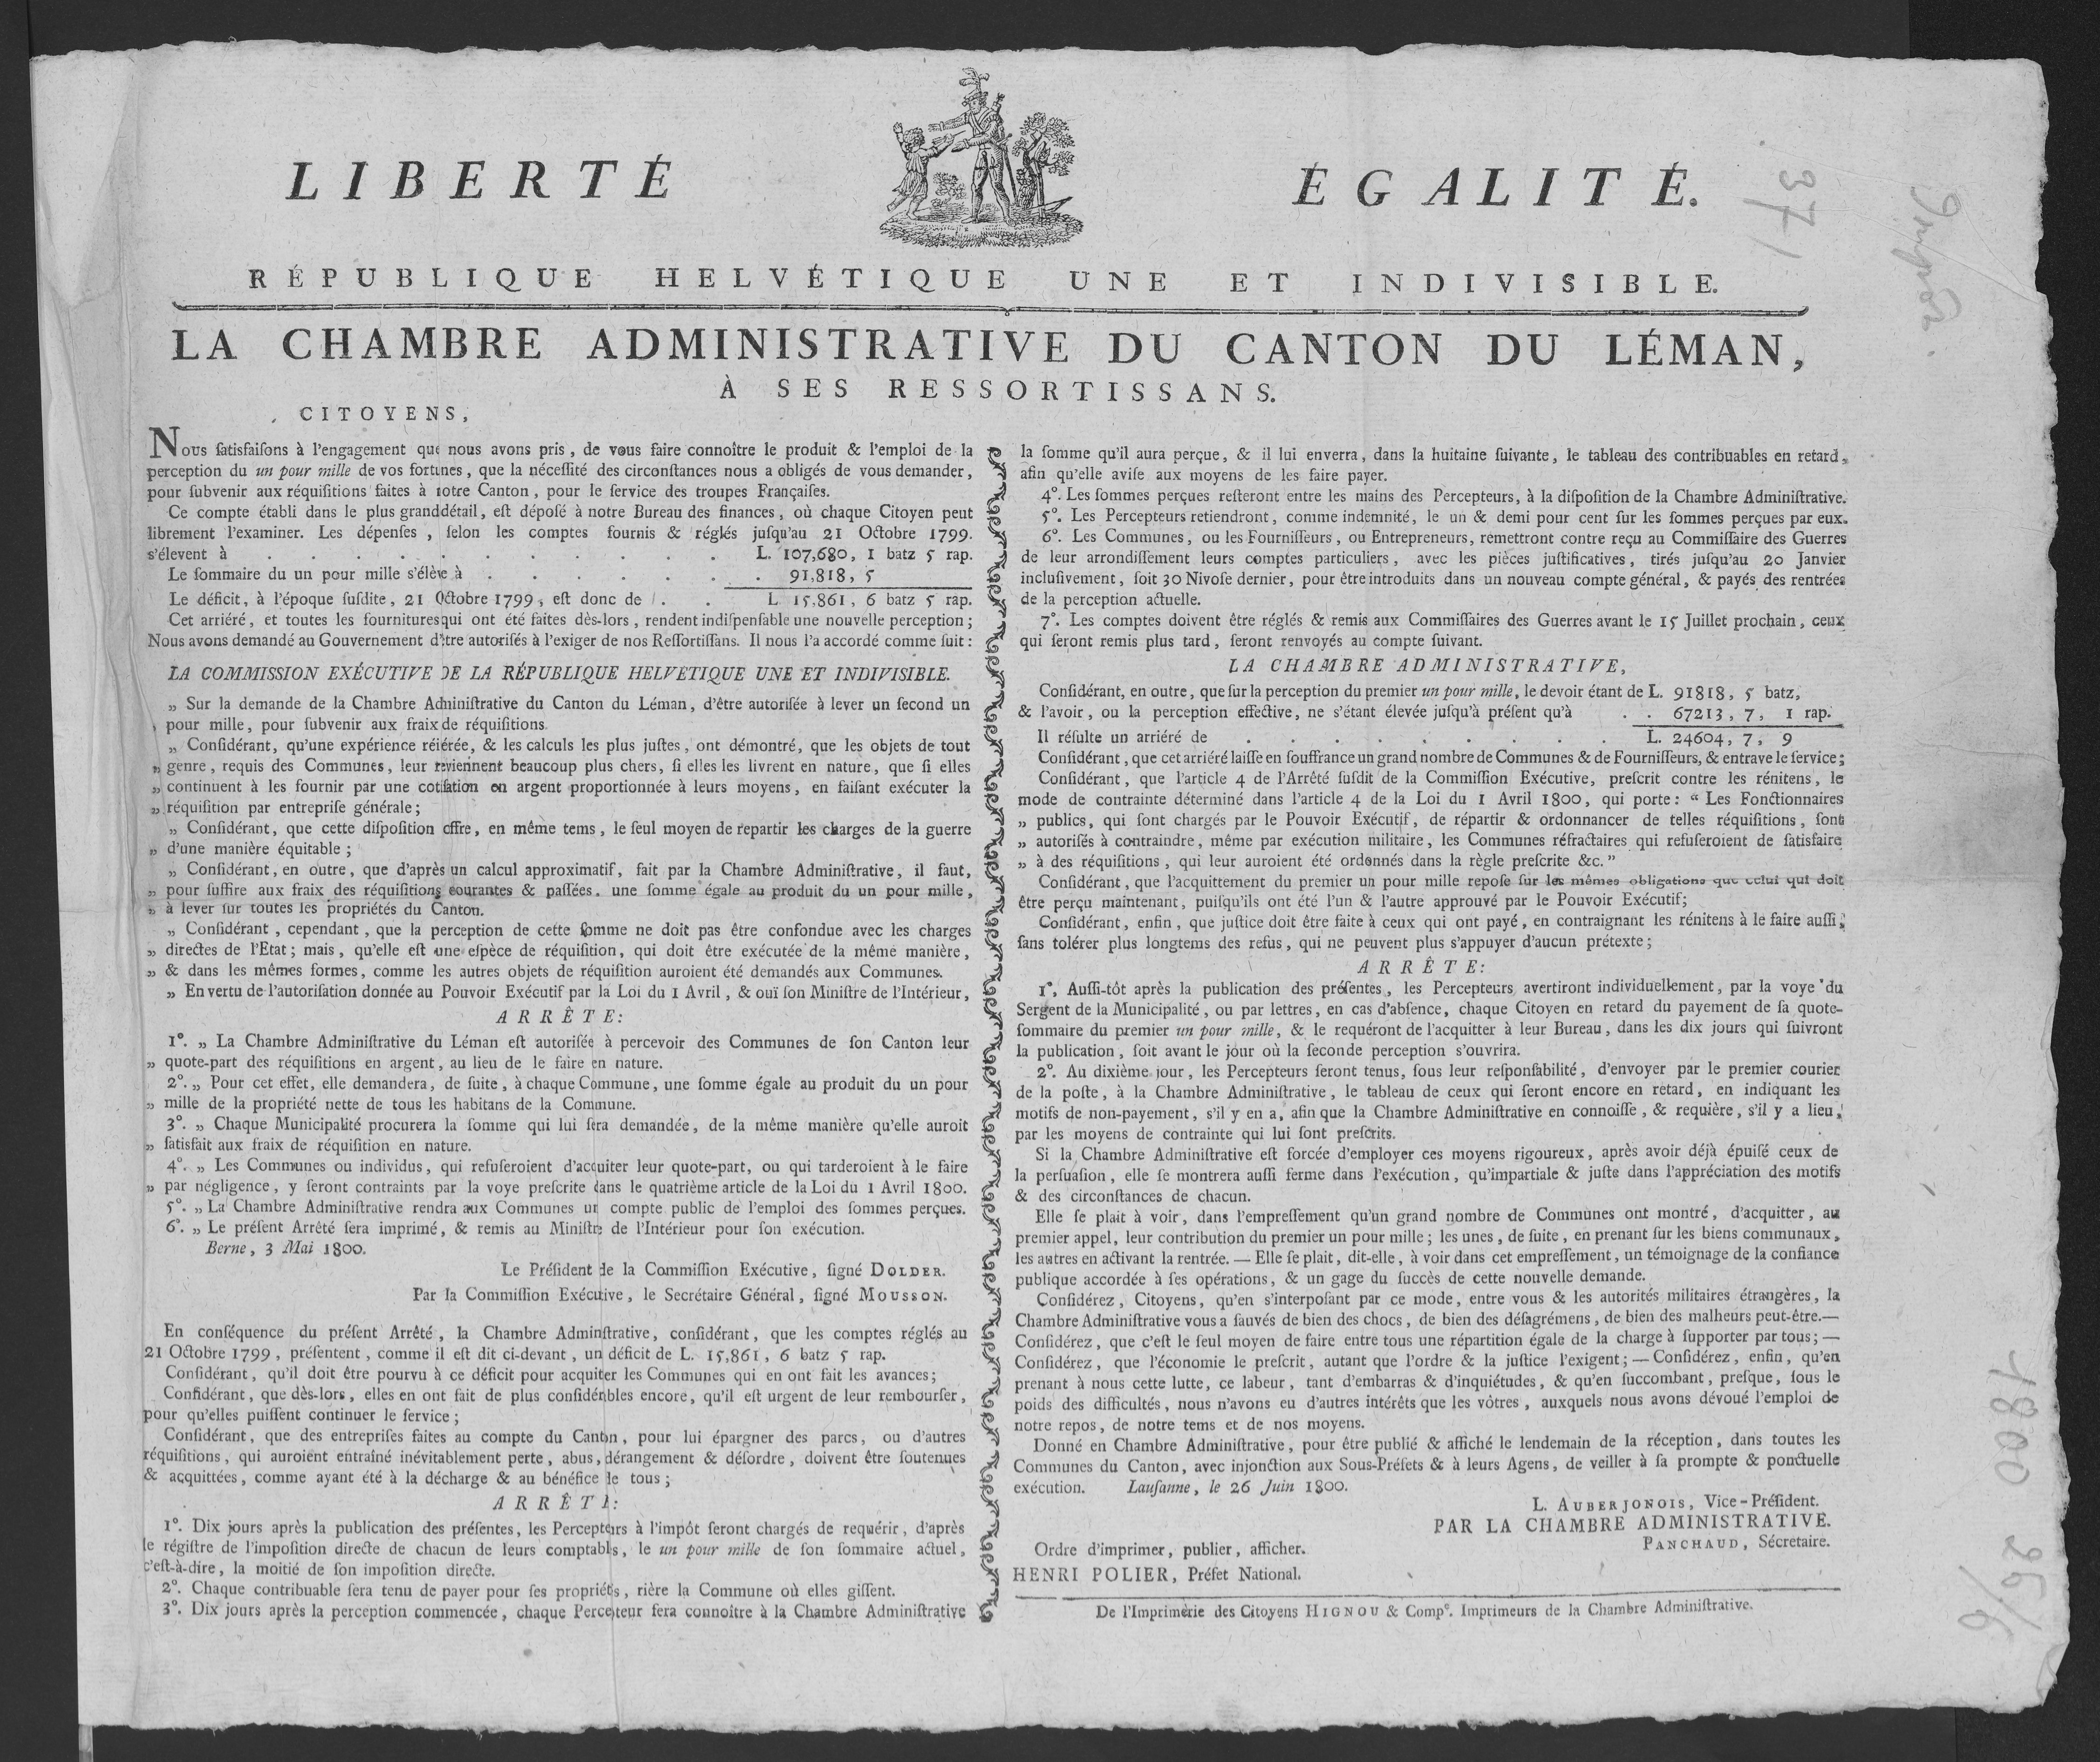 LIBERTÉ
ÉGALITÉ.
RÉPUBLIQUE HELVÉTIQUE UNE ET INDIVISIBLE.
LA CHAMBRE ADMINISTRATIVE DU CANTON DU LÉMAN,
À SES RESSORTISSANS.
CITOYENS,
Nous ſatisfaiſons à l'engagement que nous avons pris, de vous faire connoître le produit & l'emploi de la
perception du un pour mille de vos fortunes, que la néceſſité des circonſtances nous a obligés de vous demander,
pour ſubvenir aux réquiſitions faites à notre Canton, pour le ſervice des troupes Françaiſes.
Ce compte établi dans le plus grand détail, eſt dépoſé à notre Bureau des finances, où chaque Citoyen peut
librement l'examiner. Les dépenſes, ſelon les comptes fournis & réglés juſqu'au 21 Octobre 1799.
s'élevent à . . . . . . . . . . . . L. 107,680, 1 batz 5 rap.
Le ſommaire du un pour mille s'élève à . . . . . . . 91,818, 5
Le déficit, à l'époque ſuſdite, 21 Octobre 1799, eſt donc de . . L 15,861, 6 batz 5 rap.
Cet arriéré, et toutes les fournitures qui ont été faites dès-lors, rendent indiſpenſable une nouvelle perception;
Nous avons demandé au Gouvernement d'être autoriſés à l'exiger de nos Reſſortiſſans. Il nous l'a accordé comme ſuit:
LA COMMISSION EXÉCUTIVE DE LA RÉPUBLIQUE HELVÉTIQUE UNE ET INDIVISIBLE.
„ Sur la demande de la Chambre Adminiſtrative du Canton du Léman, d'être autoriſée à lever un ſecond un
„ pour mille, pour ſubvenir aux fraix de réquiſitions.
„ Conſidérant, qu'une expérience réiérée, & les calculs les plus juſtes, ont démontré, que les objets de tout
„ genre, requis des Communes, leur reviennent beaucoup plus chers, ſi elles les livrent en nature, que ſi elles
„ continuent à les fournir par une cotiſation en argent proportionnée à leurs moyens, en faiſant exécuter la
„ réquiſition par entrepriſe générale;
„ Conſidérant, que cette diſpoſition offre, en même tems, le ſeul moyen de repartir les charges de la guerre
„ d'une manière équitable;
„ Conſidérant, en outre, que d'après un calcul approximatif, fait par la Chambre Adminiſtrative, il faut,
„ pour ſuffire aux fraix des réquiſitions courantes & paſſées, une ſomme égale au produit du un pour mille,
„ à lever ſur toutes les propriétés du Canton.
„ Conſidérant, cependant, que la perception de cette ſomme ne doit pas être confondue avec les charges
„ directes de l'Etat; mais, qu'elle eſt une eſpèce de réquiſition, qui doit être exécutée de la même manière,
„ & dans les mêmes formes, comme les autres objets de réquiſition auroient été demandés aux Communes.
„ En vertu de l'autoriſation donnée au Pouvoir Exécutif par la Loi du 1 Avril, & ouï ſon Miniſtre de l'Intérieur,
ARRÊTE:
1°. „ La Chambre Adminiſtrative du Léman eſt autoriſée à percevoir des Communes de ſon Canton leur
„ quote-part des réquiſitions en argent, au lieu de le faire en nature.
2°. „ Pour cet effet, elle demandera, de ſuite, à chaque Commune, une ſomme égale au produit du un pour
„ mille de la propriété nette de tous les habitans de la Commune.
3°. „ Chaque Municipalité procurera la ſomme qui lui ſera demandée, de la même manière qu'elle auroit
„ ſatisfait aux fraix de réquiſition en nature.
4°. „ Les Communes ou individus, qui refuſeroient d'acquiter leur quote-part, ou qui tarderoient à le faire
„ par négligence, y ſeront contraints par la voye preſcrite dans le quatrième article de la Loi du 1 Avril 1800.
5°. „ La Chambre Adminiſtrative rendra aux Communes un compte public de l'emploi des ſommes perçues.
6°. „ Le préſent Arrêté ſera imprimé, & remis au Miniſtre de l'Intérieur pour ſon exécution.
Berne, 3 Mai 1800.
Le Préſident de la Commiſſion Exécutive, ſigné DOLDER.
Par la Commiſſion Exécutive, le Secrétaire Général, ſigné MOUSSON.
En conſéquence du préſent Arrêté, la Chambre Adminſtrative, conſidérant, que les comptes réglés au
21 Octobre 1799, préſentent, comme il eſt dit ci-devant, un déficit de L. 15,861, 6 batz 5 rap.
Conſidérant, qu'il doit être pourvu à ce déficit pour acquiter les Communes qui en ont fait les avances;
Conſidérant, que dès-lors, elles en ont fait de plus conſidérables encore, qu'il eſt urgent de leur rembourſer,
pour qu'elles puiſſent continuer le ſervice;
Conſidérant, que des entrepriſes faites au compte du Canton, pour lui épargner des parcs, ou d'autres
réquiſitions, qui auroient entraîné inévitablement perte, abus, dérangement & déſordre, doivent être ſoutenues
& acquittées, comme ayant été à la décharge & au bénéfice de tous;
ARRÊTE:
1°. Dix jours après la publication des préſentes, les Percepteurs à l'impôt ſeront chargés de requérir, d'après
le régiſtre de l'impoſition directe de chacun de leurs comptables, le un pour mille de ſon ſommaire actuel,
c'eſt-à-dire, la moitié de ſon impoſition directe.
2°. Chaque contribuable ſera tenu de payer pour ſes propriétés, rière la Commune où elles giſſent.
3°. Dix jours après la perception commencée, chaque Percepteur fera connoître à la Chambre Adminiſtrative
la ſomme qu'il aura perçue, & il lui enverra, dans la huitaine ſuivante, le tableau des contribuables en retard,
afin qu'elle aviſe aux moyens de les faire payer.
4°. Les ſommes perçues reſteront entre les mains des Percepteurs, à la diſpoſition de la Chambre Adminiſtrative.
5°. Les Percepteurs retiendront, comme indemnité, le un & demi pour cent ſur les ſommes perçues par eux.
6°. Les Communes, ou les Fourniſſeurs, ou Entrepreneurs, remettront contre reçu au Commiſſaire des Guerres
de leur arrondiſſement leurs comptes particuliers, avec les pièces juſtificatives, tirés juſqu'au 20 Janvier
incluſivement, ſoit 30 Nivoſe dernier, pour être introduits dans un nouveau compte général, & payés des rentrées
de la perception actuelle.
7°. Les comptes doivent être réglés & remis aux Commiſſaires des Guerres avant le 15 Juillet prochain, ceux
qui ſeront remis plus tard, ſeront renvoyés au compte ſuivant.
LA CHAMBRE ADMINISTRATIVE,
Conſidérant, en outre, que ſur la perception du premier un pour mille, le devoir étant de L. 91818, 5 batz,
& l'avoir, ou la perception effective, ne s'étant élevée juſqu'à préſent qu'à . . 67213, 7, 1 rap.
Il réſulte un arriéré de . . . . . . . . . L. 24604, 7, 9
Conſidérant, que cet arriéré laiſſe en ſouffrance un grand nombre de Communes & de Fourniſſeurs, & entrave le ſervice;
Conſidérant, que l'article 4 de l'Arrêté ſuſdit de la Commiſſion Exécutive, preſcrit contre les rénitens, le
mode de contrainte déterminé dans l'article 4 de la Loi du 1 Avril 1800, qui porte: “ Les Fonctionnaires
„ publics, qui ſont chargés par le Pouvoir Exécutif, de répartir & ordonnancer de telles réquiſitions, ſont
„ autoriſés à contraindre, même par exécution militaire, les Communes réfractaires qui refuſeroient de ſatisfaire
„ à des réquiſitions, qui leur auroient été ordonnés dans la règle preſcrite &c. ”
Conſidérant, que l'acquittement du premier un pour mille repoſe ſur les mêmes obligations que celui qui doit
être perçu maintenant, puiſqu'ils ont été l'un & l'autre approuvé par le Pouvoir Exécutif;
Conſidérant, enfin, que juſtice doit être faite à ceux qui ont payé, en contraignant les rénitens à le faire auſſi,
ſans tolérer plus longtems des refus, qui ne peuvent plus s'appuyer d'aucun prétexte;
ARRÊTE:
1°. Auſſi-tôt après la publication des préſentes, les Percepteurs avertiront individuellement, par la voye du
Sergent de la Municipalité, ou par lettres, en cas d'abſence, chaque Citoyen en retard du payement de ſa quote-
ſommaire du premier un pour mille, & le requéront de l'acquitter à leur Bureau, dans les dix jours qui ſuivront
la publication, ſoit avant le jour où la ſeconde perception s'ouvrira.
2°. Au dixième jour, les Percepteurs ſeront tenus, ſous leur reſponſabilité, d'envoyer par le premier courier
de la poſte, à la Chambre Adminiſtrative, le tableau de ceux qui ſeront encore en retard, en indiquant les
motifs de non-payement, s'il y en a, afin que la Chambre Adminiſtrative en connoiſſe, & requière, s'il y a lieu,
par les moyens de contrainte qui lui ſont preſcrits.
Si la Chambre Adminiſtrative eſt forcée d'employer ces moyens rigoureux, après avoir déjà épuiſé ceux de
la perſuaſion, elle ſe montrera auſſi ferme dans l'exécution, qu'impartiale & juſte dans l'appréciation des motifs
& des circonſtances de chacun.
Elle ſe plait à voir, dans l'empreſſement qu'un grand nombre de Communes ont montré, d'acquitter, au
premier appel, leur contribution du premier un pour mille; les unes, de ſuite, en prenant ſur les biens communaux,
les autres en activant la rentrée. — Elle ſe plait, dit-elle, à voir dans cet empreſſement, un témoignage de la confiance
publique accordée à ſes opérations, & un gage du ſuccès de cette nouvelle demande.
Conſidérez, Citoyens, qu'en s'interpoſant par ce mode, entre vous & les autorités militaires étrangères, la
Chambre Adminiſtrative vous a ſauvés de bien des chocs, de bien des déſagrémens, de bien des malheurs peut-être.—
Conſidérez, que c'eſt le ſeul moyen de faire entre tous une répartition égale de la charge à ſupporter par tous; —
Conſidérez, que l'économie le preſcrit, autant que l'ordre & la juſtice l'exigent; — Conſidérez, enfin, qu'en
prenant à nous cette lutte, ce labeur, tant d'embarras & d'inquiétudes, & qu'en ſuccombant, preſque, ſous le
poids des difficultés, nous n'avons eu d'autres intérêts que les vôtres, auxquels nous avons dévoué l'emploi de
notre repos, de notre tems et de nos moyens.
Donné en Chambre Adminiſtrative, pour être publié & affiché le lendemain de la réception, dans toutes les
Communes du Canton, avec injonction aux Sous-Préfets & à leurs Agens, de veiller à ſa prompte & ponctuelle
exécution. Lauſanne, le 26 Juin 1800.
L. AUBERJONOIS, Vice-Préſident.
PAR LA CHAMBRE ADMINISTRATIVE.
PANCHAUD, Sécretaire.
Ordre d'imprimer, publier, afficher.
HENRI POLIER, Préfet National.
De l'Imprimerie des Citoyens HIGNOU & Compe. Imprimeurs de la Chambre Adminiſtrative.
37
Impôt
1800 26/6